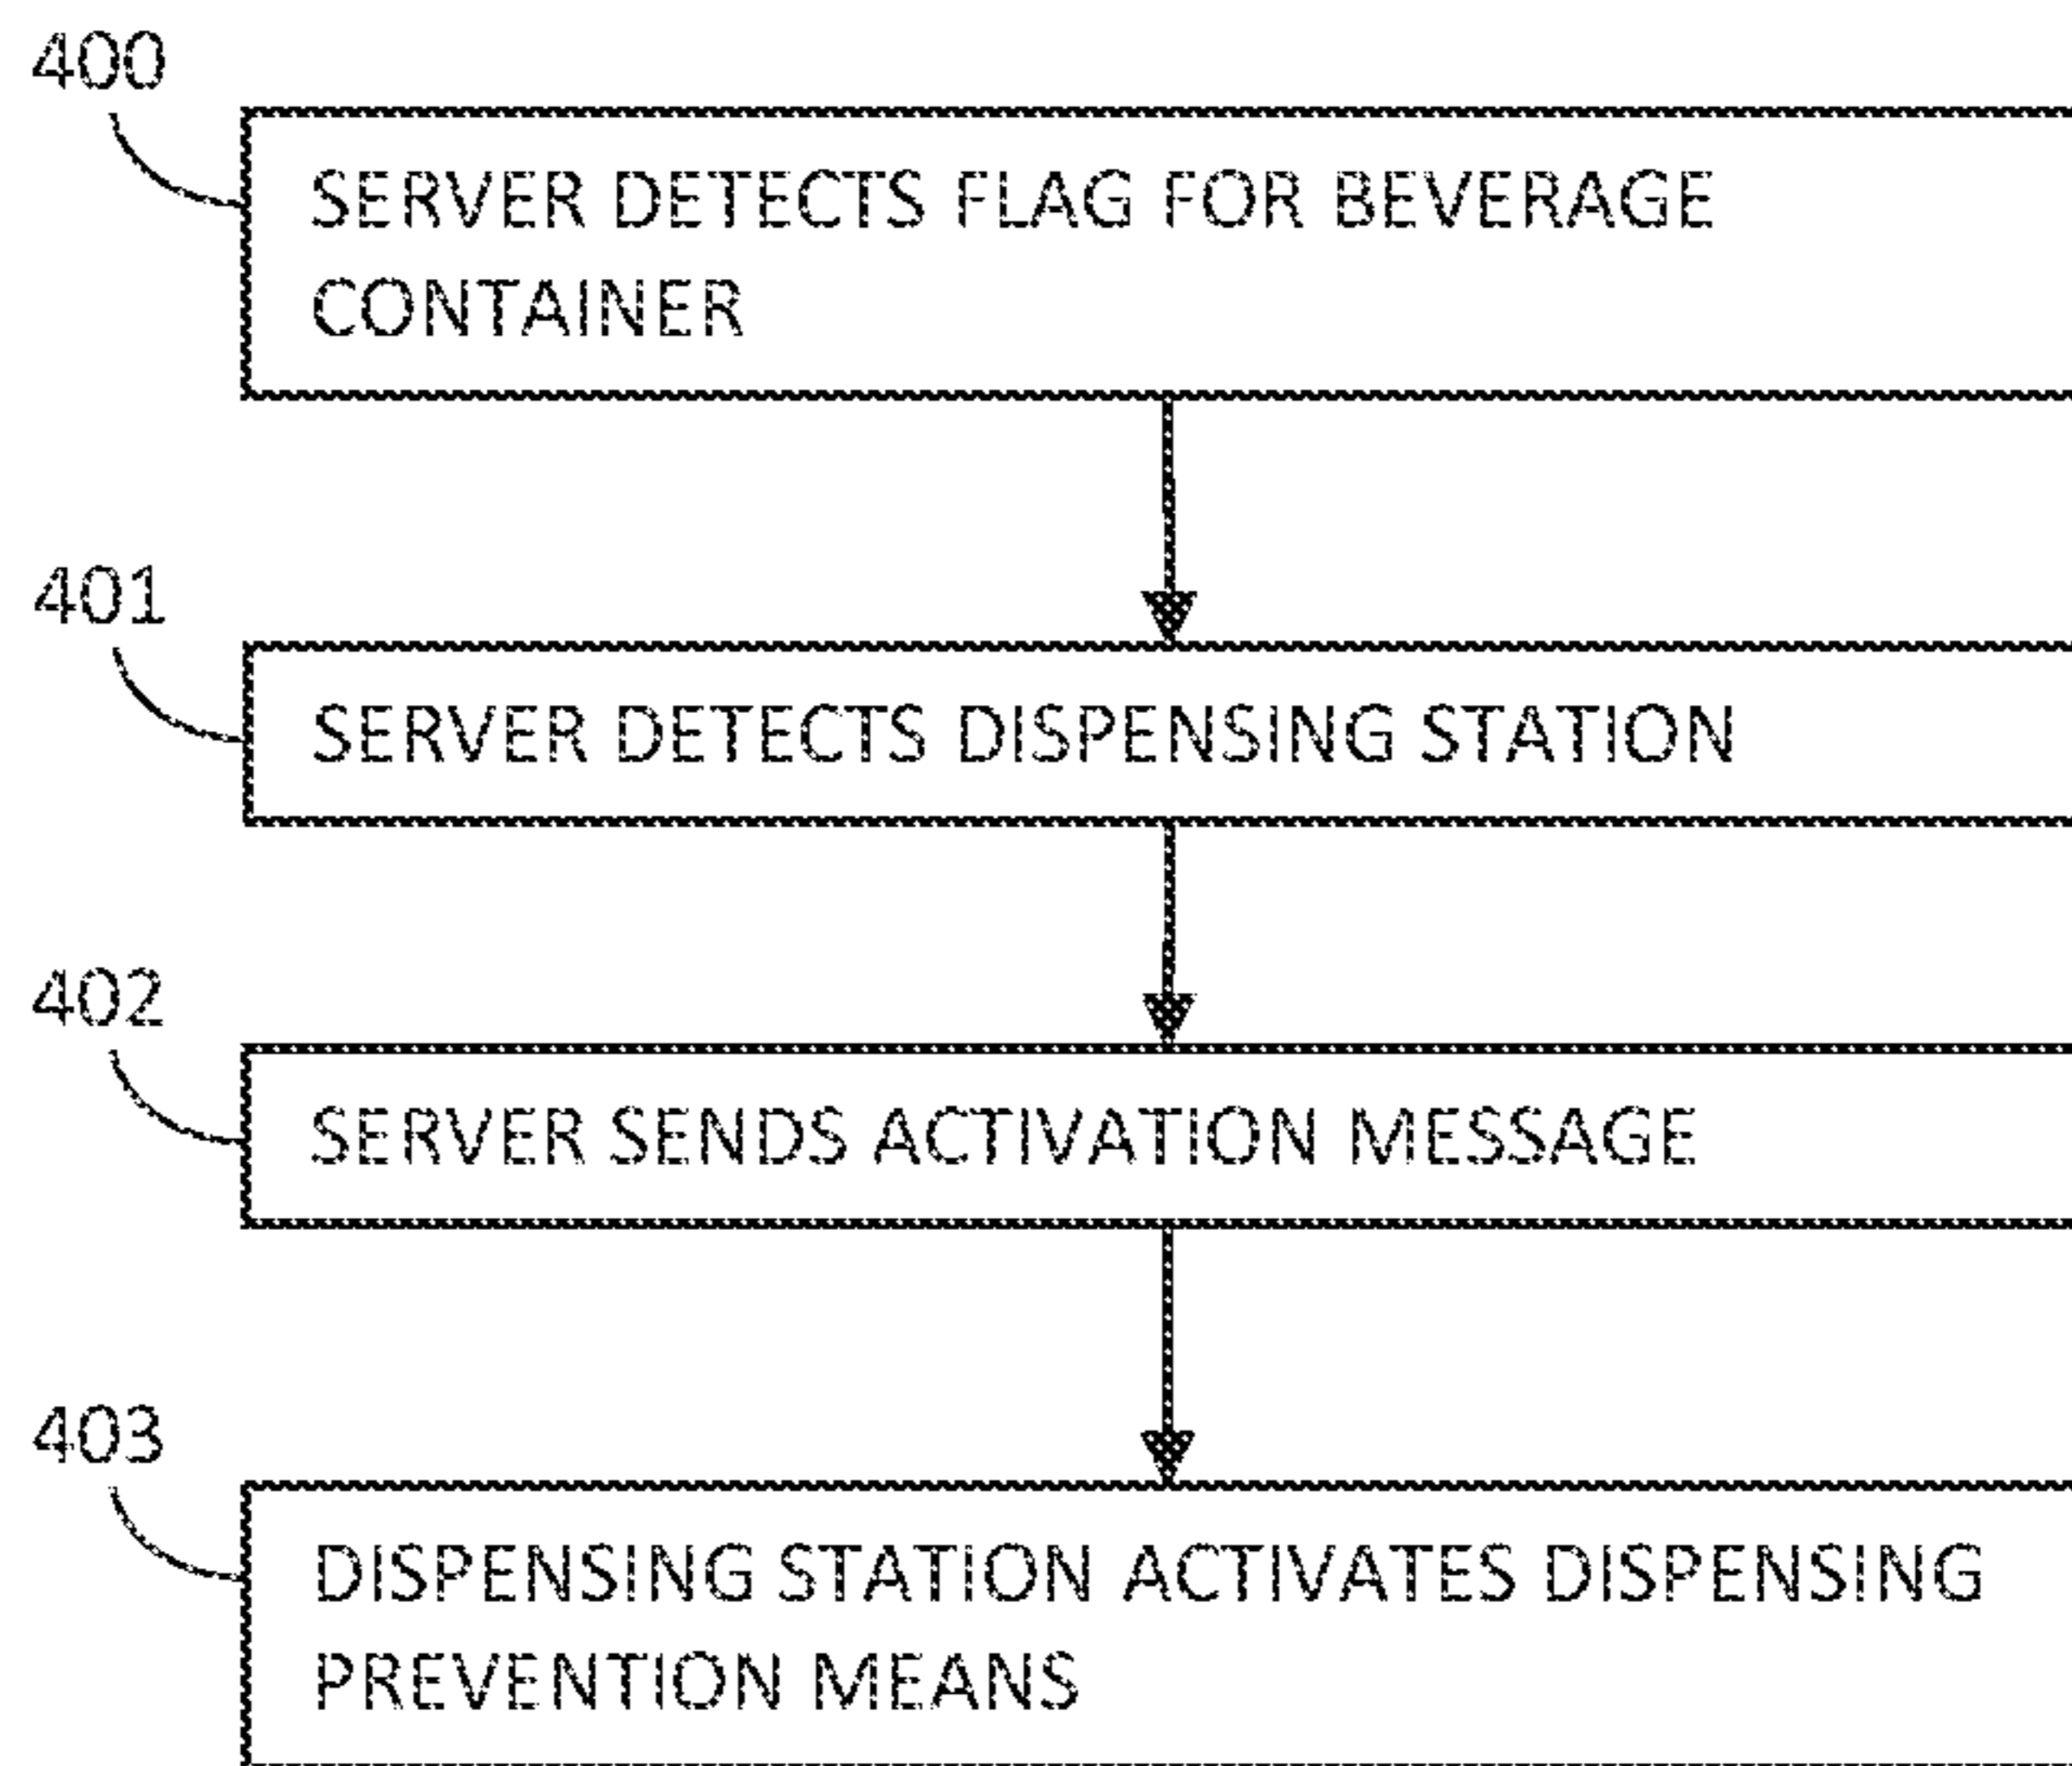 400
SERVER DETECTS FLAG FOR BEVERAGE
CONTAINER
401
SERVER DETECTS DISPENSING STATION
402
SERVER SENDS ACTIVATION MESSAGE
403
DISPENSING STATION ACTIVATES DISPENSING
PREVENTION MEANS